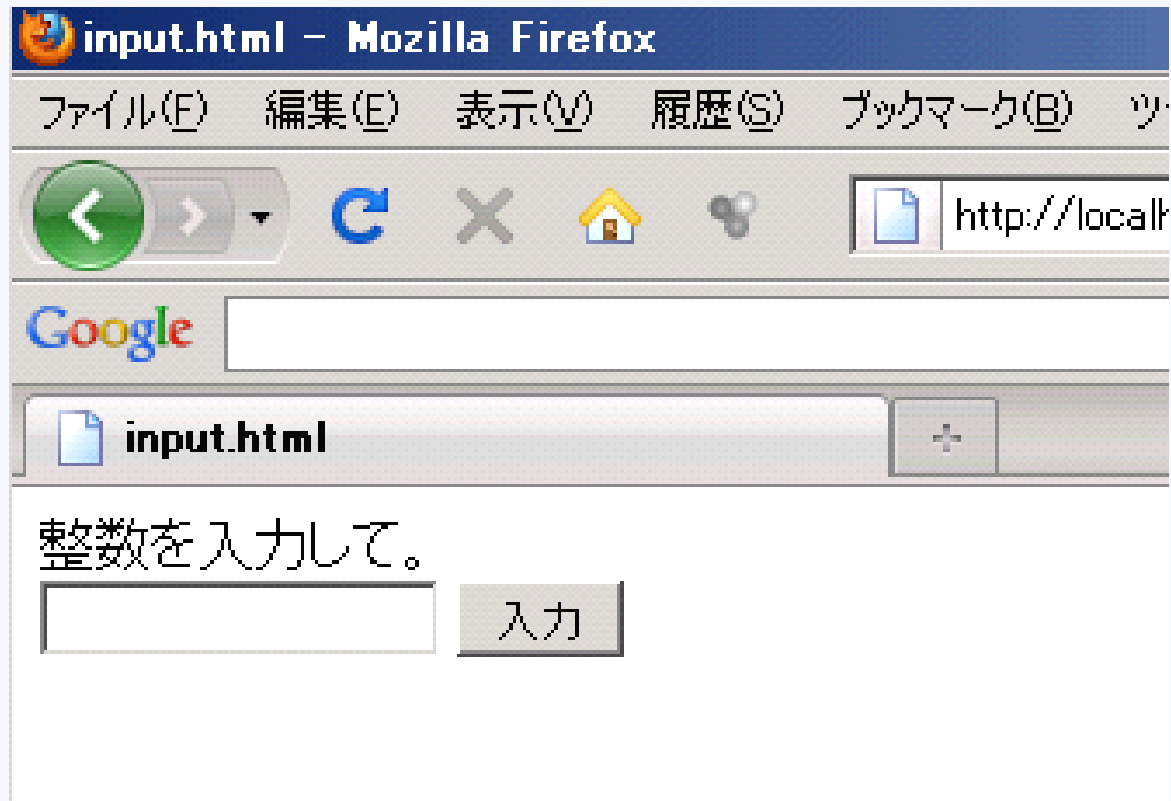 input.html - Mozilla Firefox
ファイル(F) 編集(E) 表示(V) 履歴(S) ブックマーク(B) ツ
http://localh
Google
input.html
整数を入力して。
入力